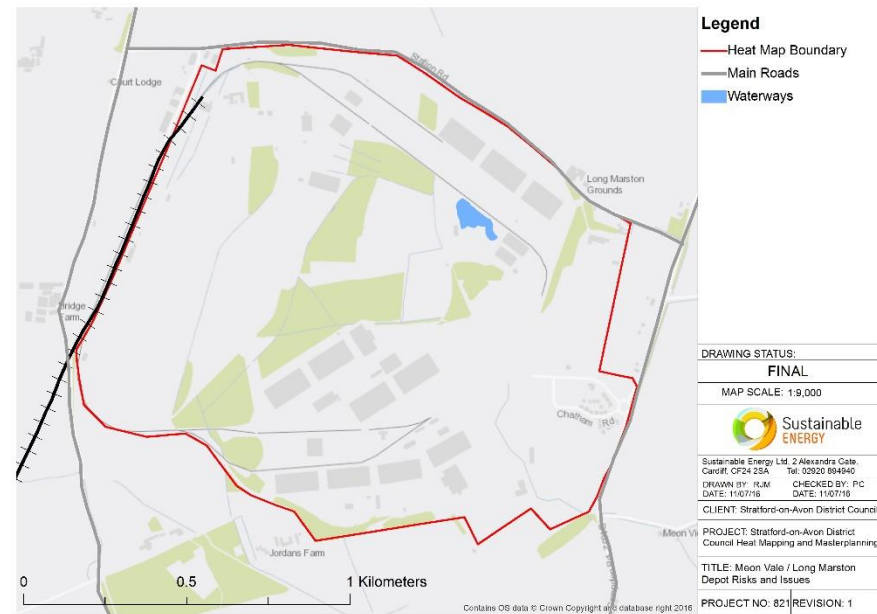 Legend
Heat Map Boundary
Main Roads
Waterways
Court Lodge
Station Rd
Long Marston
Grounds
Bridge
Farm
Chatham Rd
Jordans Farm
0 0.5 1 Kilometers
Contains OS data © Crown Copyright and database right 2016
DRAWING STATUS:
FINAL
MAP SCALE: 1:9,000
Sustainable
ENERGY
Sustainable Energy Ltd, 2 Alexandra Gate,
Cardiff, CF24 2SA Tel: 02920 894940
DRAWN BY: RJM CHECKED BY: PC
DATE: 11/07/16 DATE: 11/07/16
CLIENT: Stratford-on-Avon District Council
PROJECT: Stratford-on-Avon District
Council Heat Mapping and Masterplanning
TITLE: Meon Vale / Long Marston
Depot Risks and Issues
PROJECT NO: 821 REVISION: 1